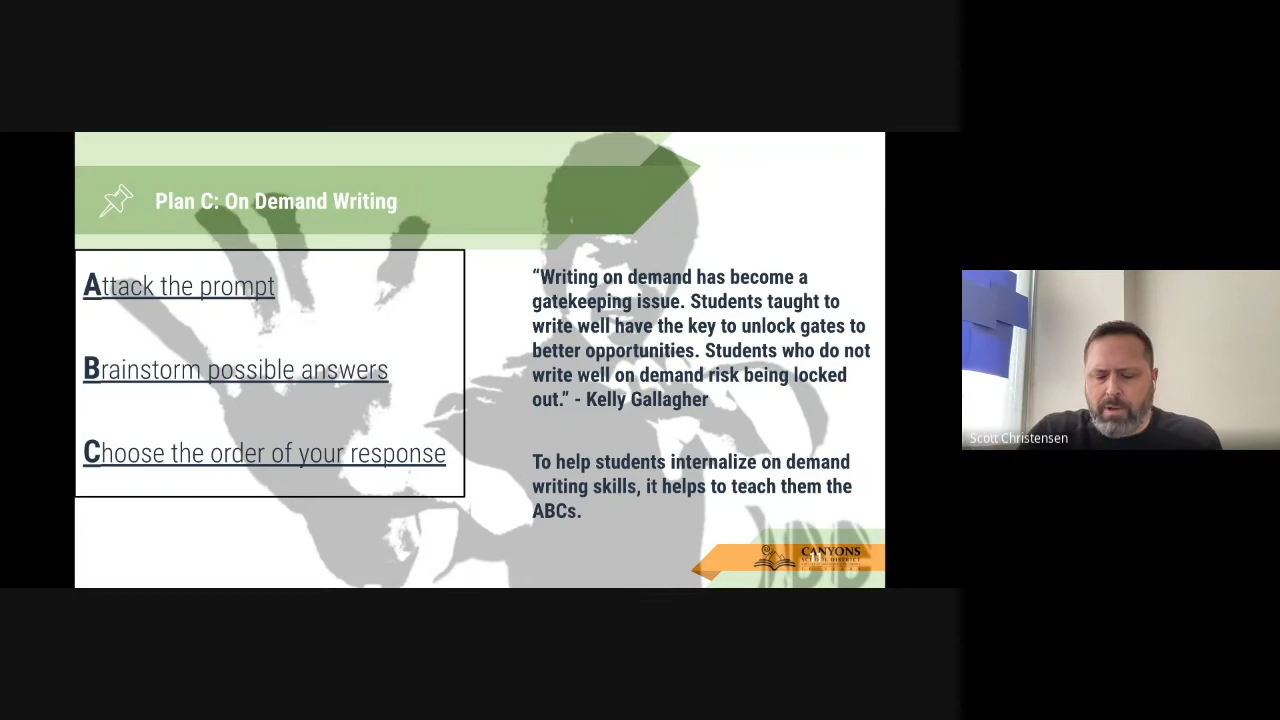 Plan C: On Demand Writing
Attack the prompt
Brainstorm possible answers
Choose the order of your response
“Writing on demand has become a
gatekeeping issue. Students taught to
write well have the key to unlock gates to
better opportunities. Students who do not
write well on demand risk being locked
out.” - Kelly Gallagher
To help students internalize on demand
writing skills, it helps to teach them the
ABCs.
CANYONS
SCHOOL DISTRICT
Scott Christensen